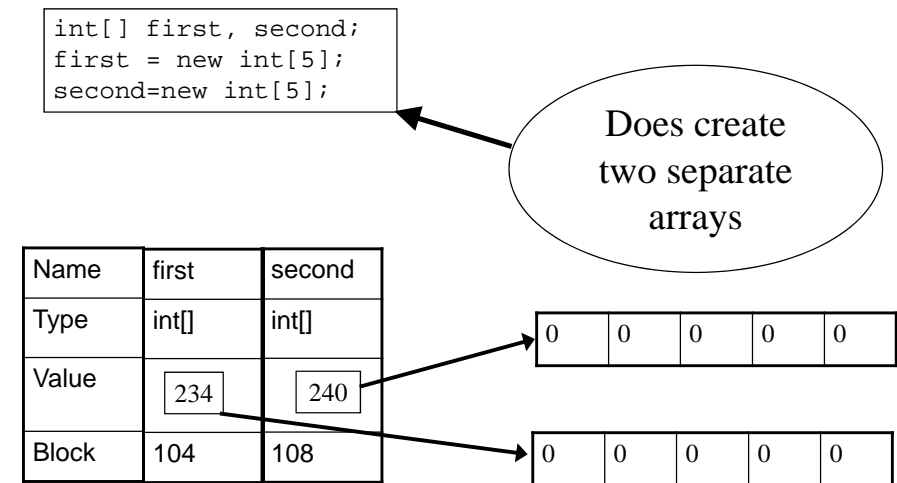 int[] first, second;
first = new int[5];
second=new int[5];
Does create
two separate
arrays
Name first second
Type int[] int[]
Value 234 240
Block 104 108
0 0 0 0 0
0 0 0 0 0